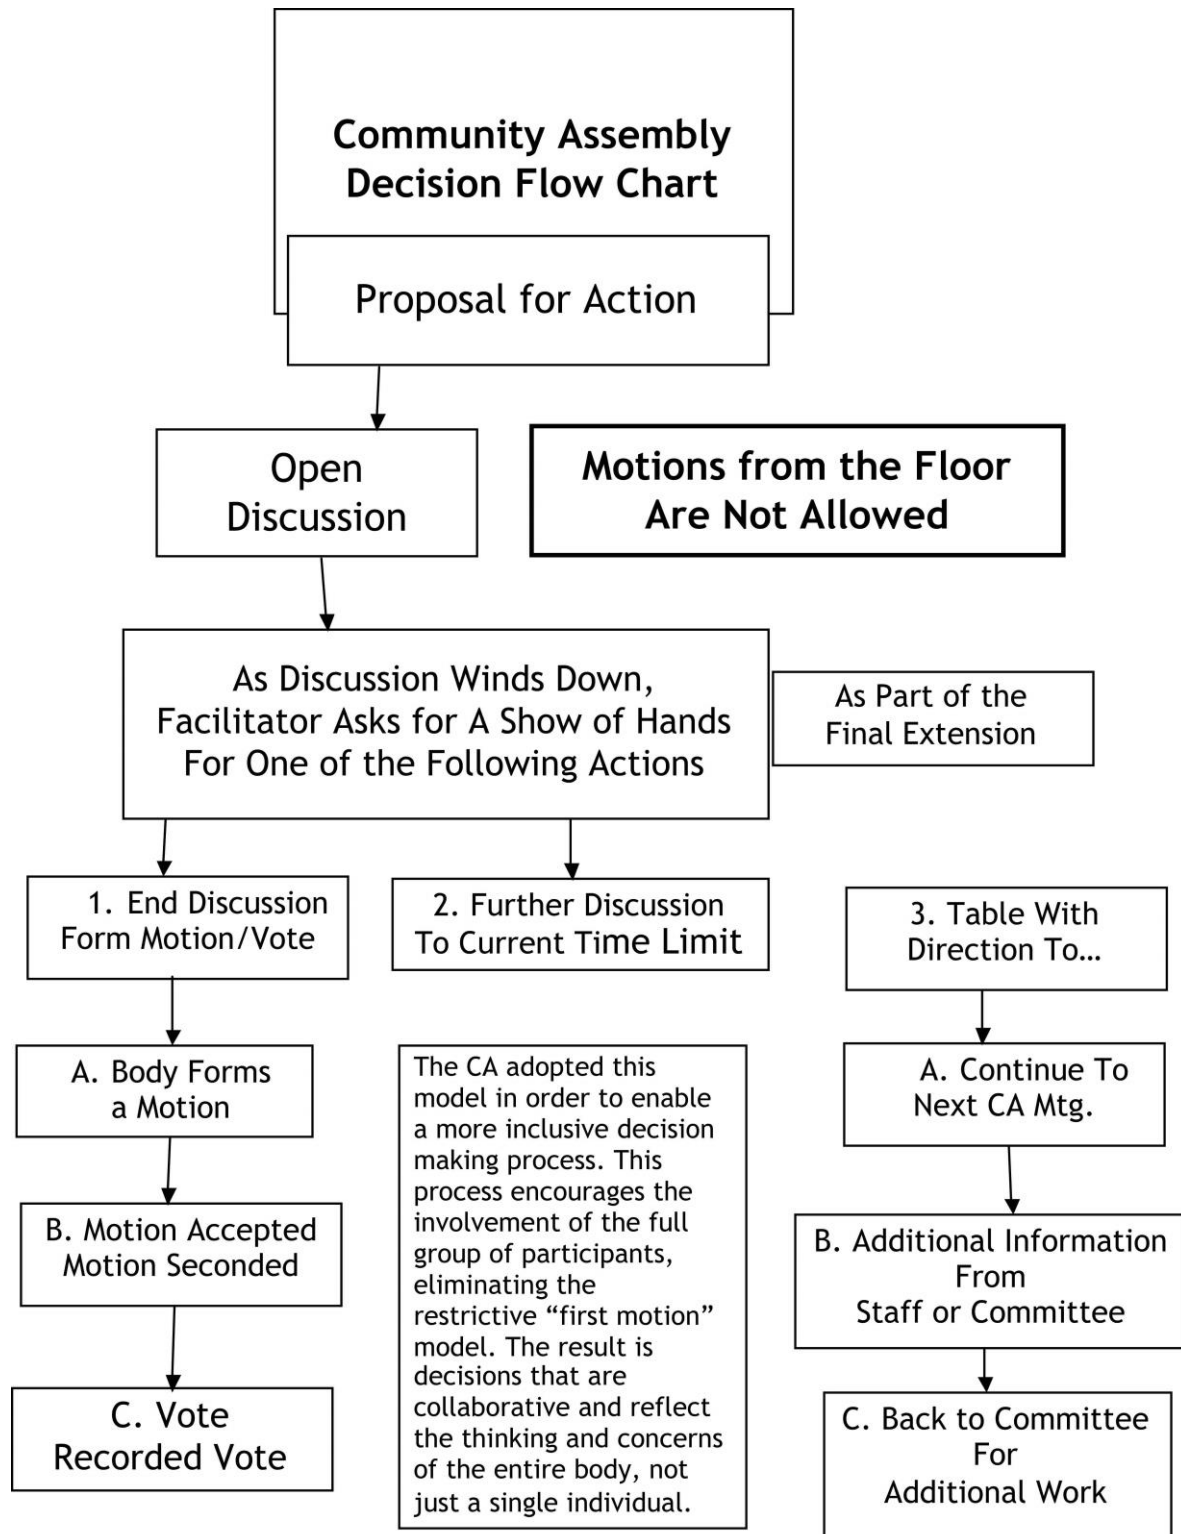 Community Assembly
Decision Flow Chart
Proposal for Action
Open
Discussion
Motions from the Floor
Are Not Allowed
As Discussion Winds Down,
Facilitator Asks for A Show of Hands
For One of the Following Actions
As Part of the
Final Extension
1. End Discussion
Form Motion/Vote
2. Further Discussion
To Current Time Limit
3. Table With
Direction To…
A. Body Forms
a Motion
B. Motion Accepted
Motion Seconded
C. Vote
Recorded Vote
The CA adopted this
model in order to enable
a more inclusive decision
making process. This
process encourages the
involvement of the full
group of participants,
eliminating the
restrictive “first motion”
model. The result is
decisions that are
collaborative and reflect
the thinking and concerns
of the entire body, not
just a single individual.
A. Continue To
Next CA Mtg.
B. Additional Information
From
Staff or Committee
C. Back to Committee
For
Additional Work